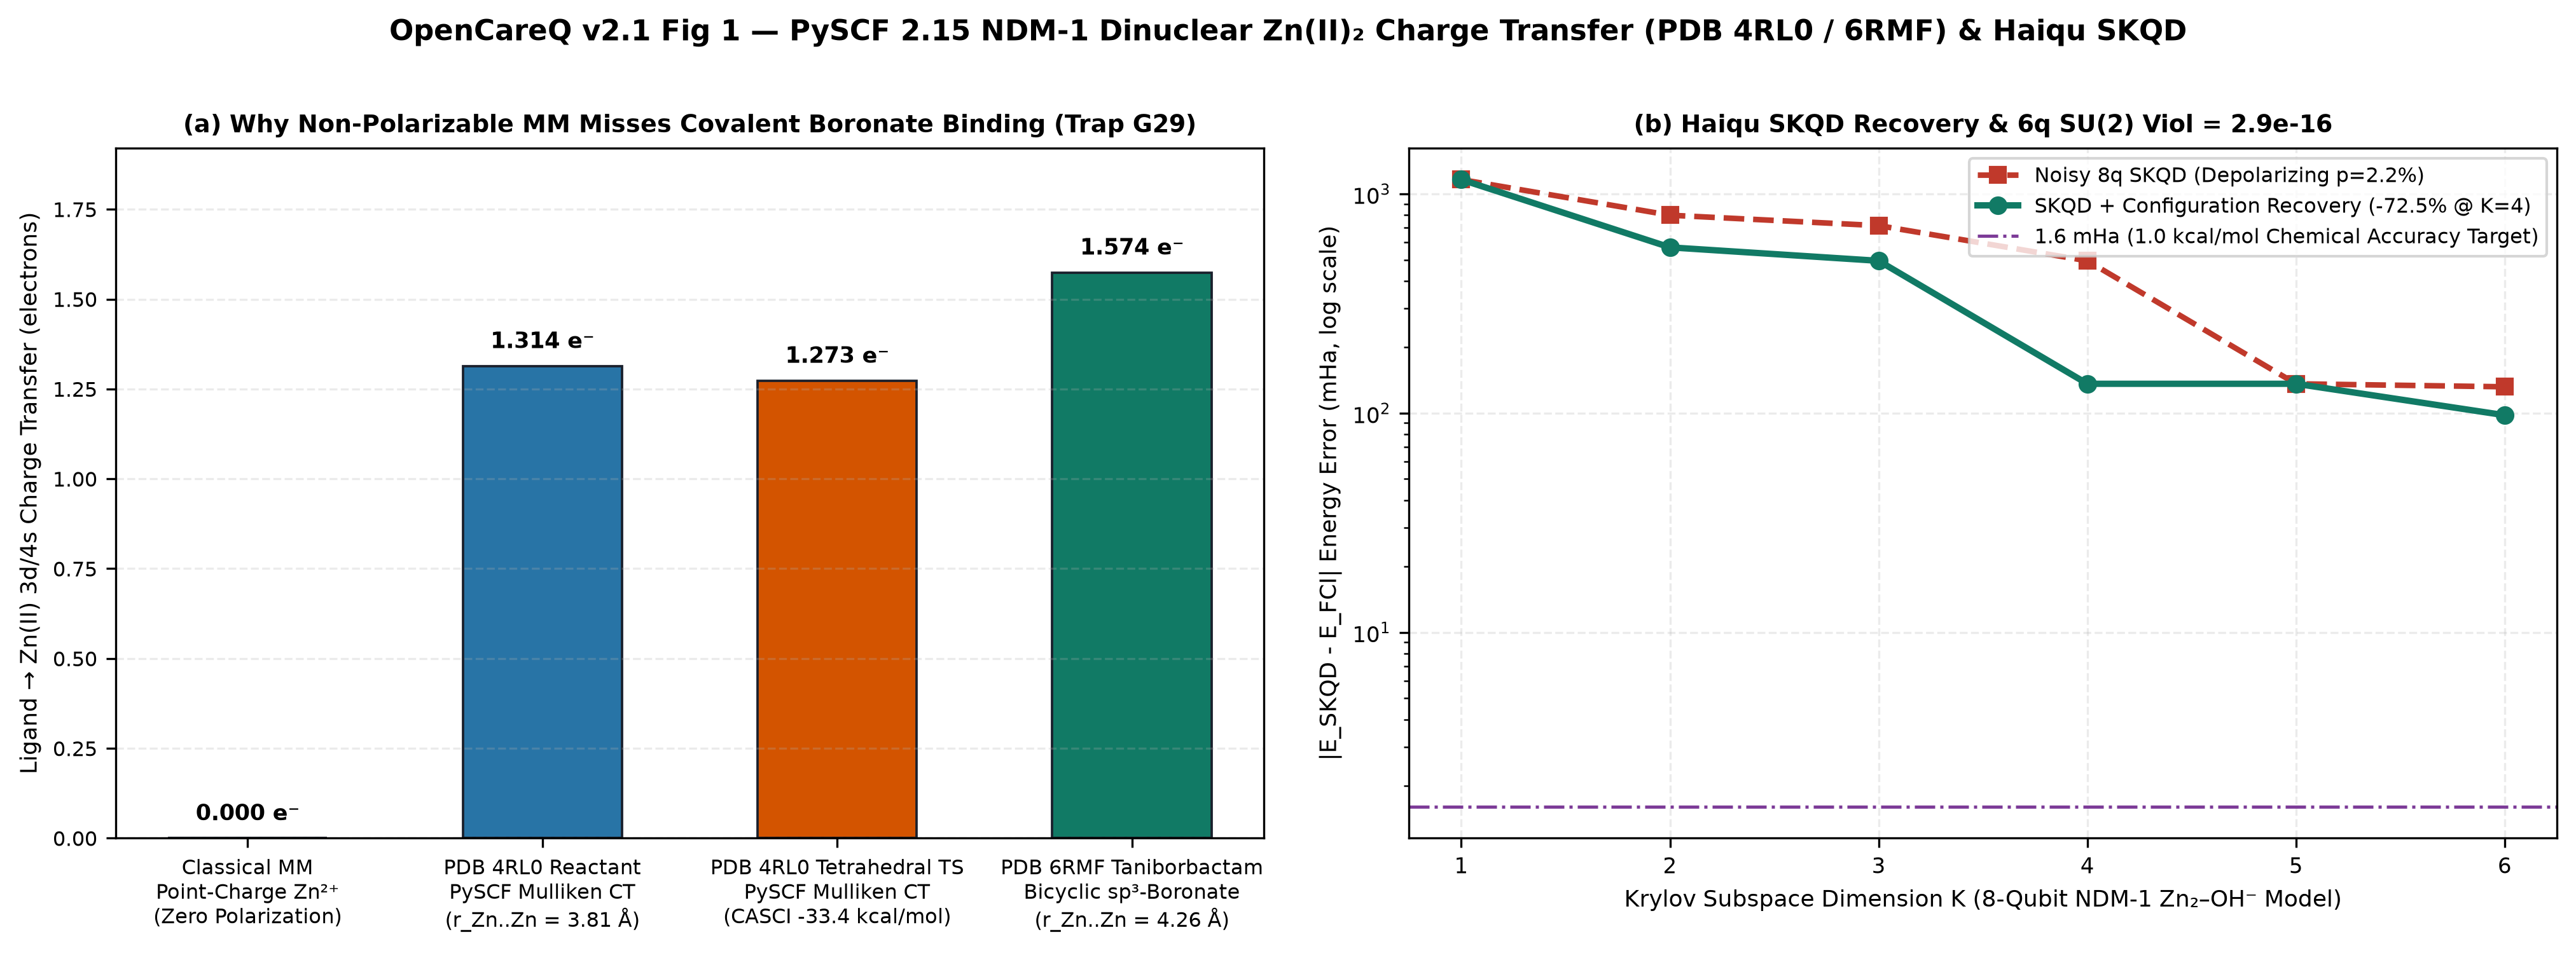 OpenCareQ v2.1 Fig 1 — PySCF 2.15 NDM-1 Dinuclear Zn(II)₂ Charge Transfer (PDB 4RL0 / 6RMF) & Haiqu SKQD
(a) Why Non-Polarizable MM Misses Covalent Boronate Binding (Trap G29)
Ligand → Zn(II) 3d/4s Charge Transfer (electrons)
1.75
1.50
1.25
1.00
0.75
0.50
0.25
0.00
0.000 e⁻
1.314 e⁻
1.273 e⁻
1.574 e⁻
Classical MM
Point-Charge Zn²⁺
(Zero Polarization)
PDB 4RL0 Reactant
PySCF Mulliken CT
(r_Zn..Zn = 3.81 Å)
PDB 4RL0 Tetrahedral TS
PySCF Mulliken CT
(CASCI -33.4 kcal/mol)
PDB 6RMF Taniborbactam
Bicyclic sp³-Boronate
(r_Zn..Zn = 4.26 Å)
(b) Haiqu SKQD Recovery & 6q SU(2) Viol = 2.9e-16
|E_SKQD - E_FCI| Energy Error (mHa, log scale)
10³
10²
10¹
Noisy 8q SKQD (Depolarizing p=2.2%)
SKQD + Configuration Recovery (-72.5% @ K=4)
1.6 mHa (1.0 kcal/mol Chemical Accuracy Target)
1
2
3
4
5
6
Krylov Subspace Dimension K (8-Qubit NDM-1 Zn₂–OH⁻ Model)